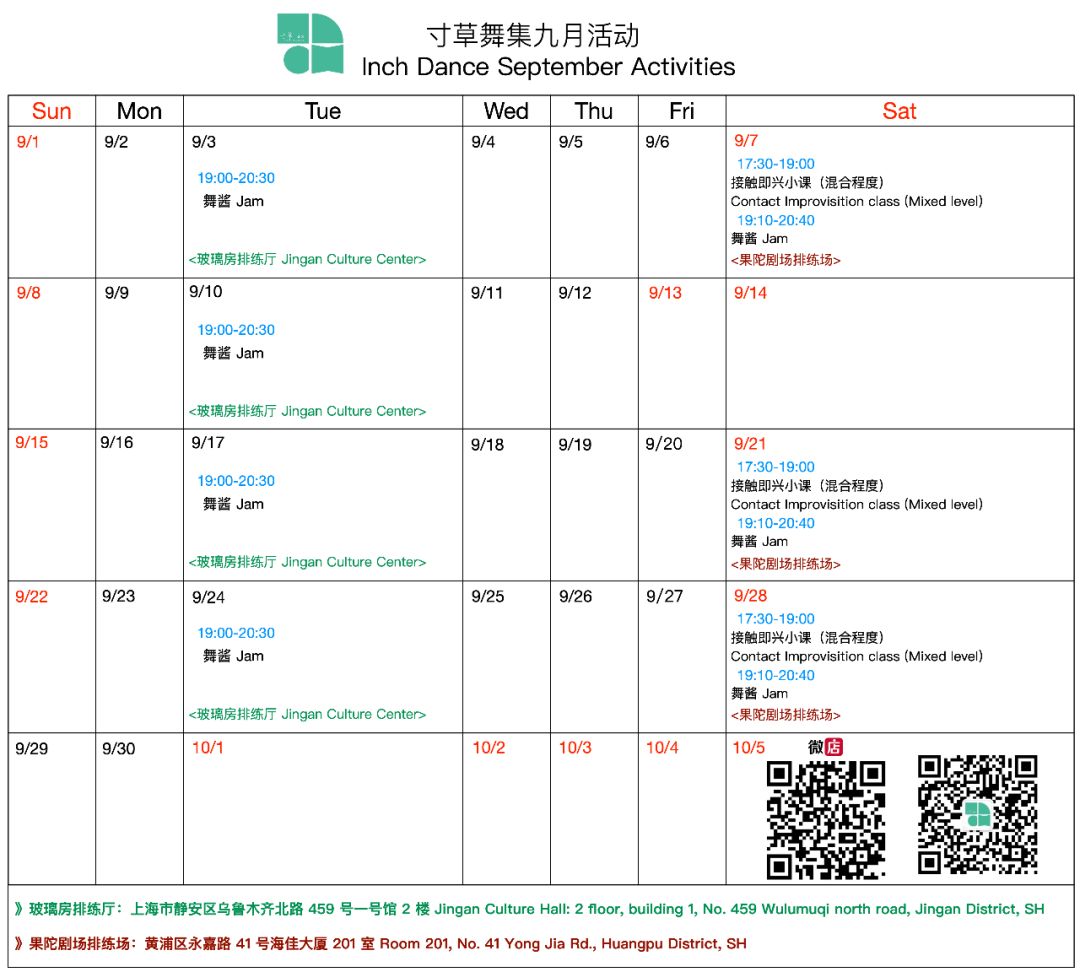 寸草舞集九月活动
Inch Dance September Activities
Sun Mon Tue Wed Thu Fri Sat
9/1 9/2 9/3 9/4 9/5 9/6 9/7
19:00-20:30
舞酱 Jam
<玻璃房排练厅 Jingan Culture Center>
17:30-19:00
接触即兴小课（混合程度）
Contact Improvisition class (Mixed level)
19:10-20:40
舞酱 Jam
<果陀剧场排练场>
9/8 9/9 9/10 9/11 9/12 9/13 9/14
19:00-20:30
舞酱 Jam
<玻璃房排练厅 Jingan Culture Center>
9/15 9/16 9/17 9/18 9/19 9/20 9/21
19:00-20:30
舞酱 Jam
<玻璃房排练厅 Jingan Culture Center>
17:30-19:00
接触即兴小课（混合程度）
Contact Improvisition class (Mixed level)
19:10-20:40
舞酱 Jam
<果陀剧场排练场>
9/22 9/23 9/24 9/25 9/26 9/27 9/28
19:00-20:30
舞酱 Jam
<玻璃房排练厅 Jingan Culture Center>
17:30-19:00
接触即兴小课（混合程度）
Contact Improvisition class (Mixed level)
19:10-20:40
舞酱 Jam
<果陀剧场排练场>
9/29 9/30 10/1 10/2 10/3 10/4 10/5
微店
》玻璃房排练厅：上海市静安区乌鲁木齐北路 459 号一号馆 2 楼 Jingan Culture Hall: 2 floor, building 1, No. 459 Wulumuqi north road, Jingan District, SH
》果陀剧场排练场：黄浦区永嘉路 41 号海佳大厦 201 室 Room 201, No. 41 Yong Jia Rd., Huangpu District, SH